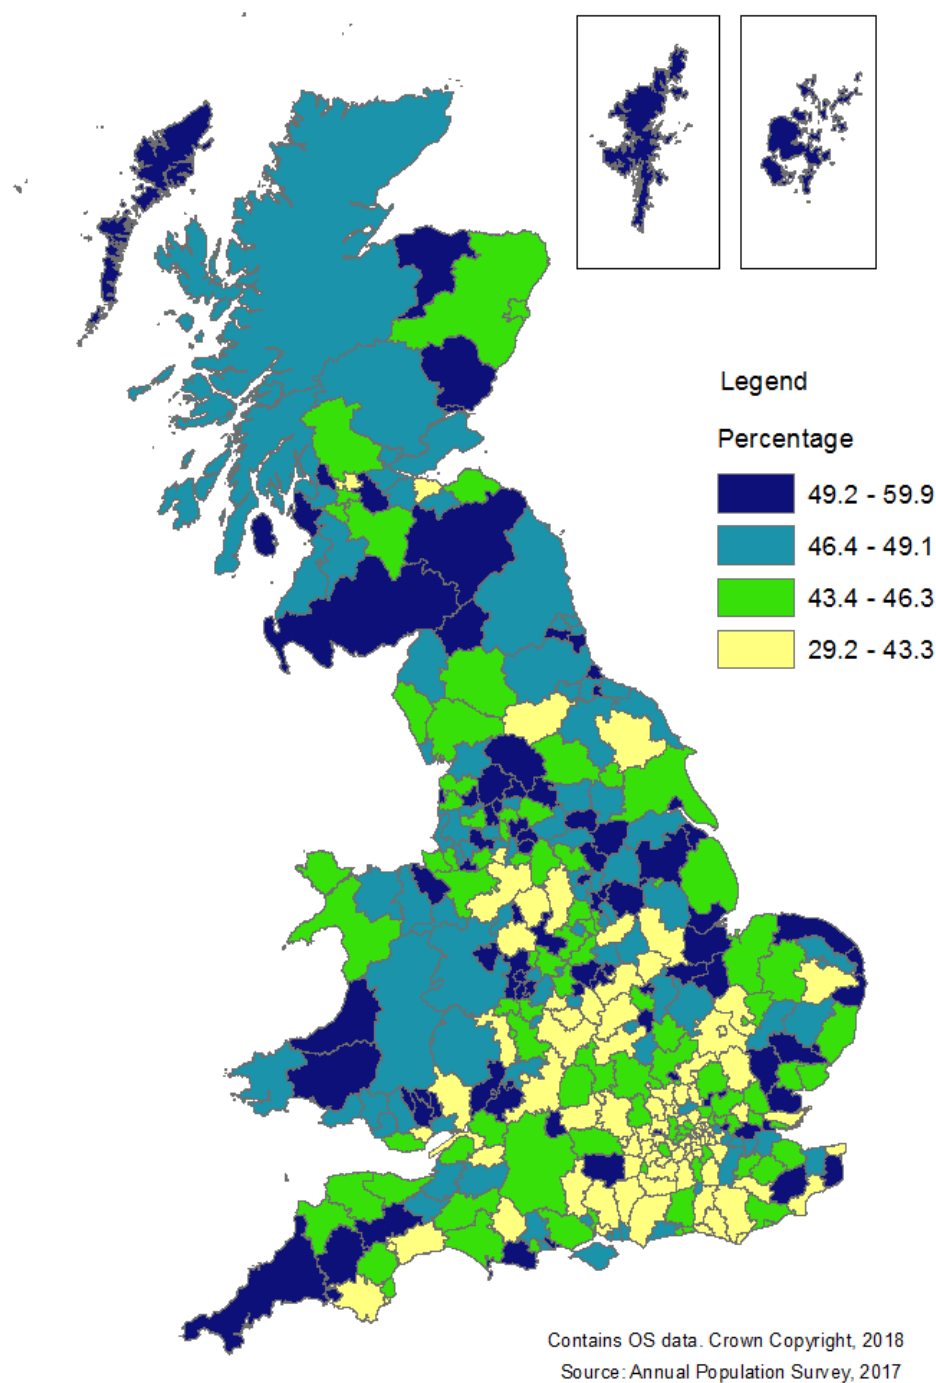 Legend
Percentage
49.2 - 59.9
46.4 - 49.1
43.4 - 46.3
29.2 - 43.3
Contains OS data. Crown Copyright, 2018
Source: Annual Population Survey, 2017